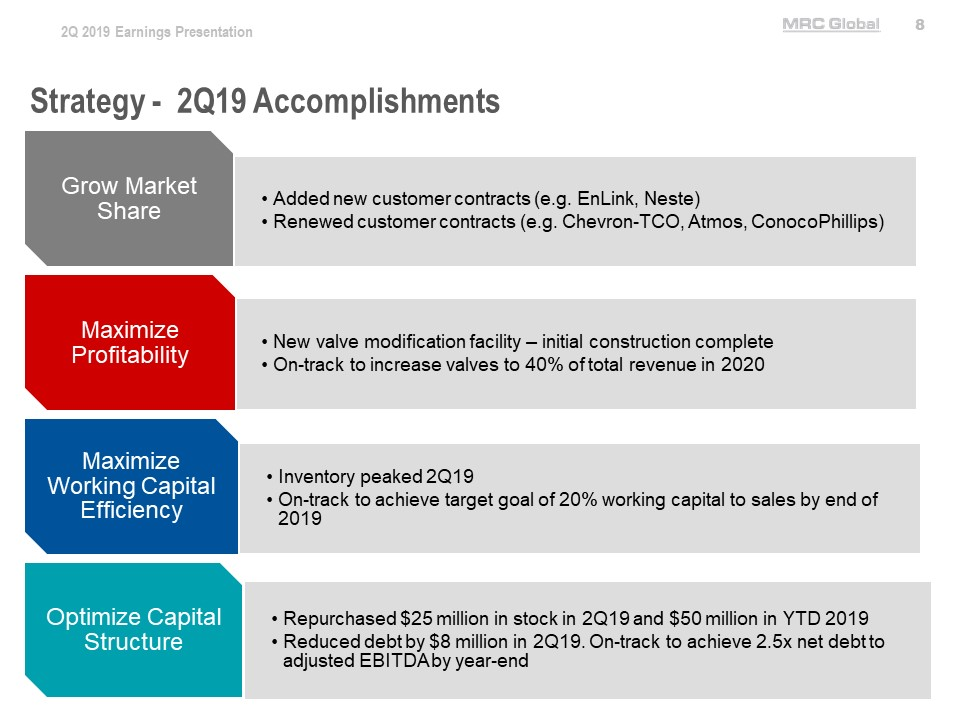 2Q 2019 Earnings Presentation
MRC Global
8
Strategy - 2Q19 Accomplishments
Grow Market
Share
• Added new customer contracts (e.g. EnLink, Neste)
• Renewed customer contracts (e.g. Chevron-TCO, Atmos, ConocoPhillips)
Maximize
Profitability
• New valve modification facility – initial construction complete
• On-track to increase valves to 40% of total revenue in 2020
Maximize
Working Capital
Efficiency
• Inventory peaked 2Q19
• On-track to achieve target goal of 20% working capital to sales by end of
2019
Optimize Capital
Structure
• Repurchased $25 million in stock in 2Q19 and $50 million in YTD 2019
• Reduced debt by $8 million in 2Q19. On-track to achieve 2.5x net debt to
adjusted EBITDA by year-end